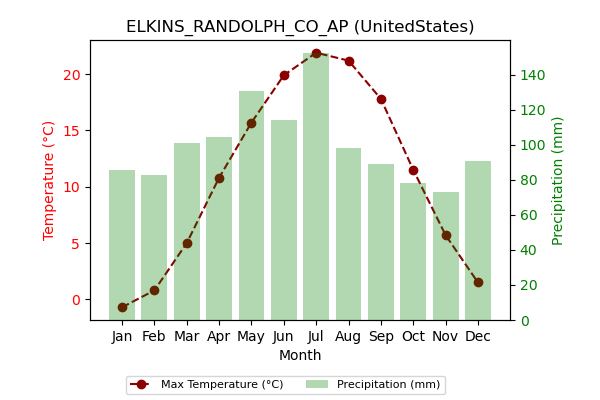 ELKINS_RANDOLPH_CO_AP (UnitedStates)
20
15
10
5
0
Temperature (°C)
140
120
100
80
60
40
20
0
Precipitation (mm)
Jan Feb Mar Apr May Jun Jul Aug Sep Oct Nov Dec
Month
Max Temperature (°C) Precipitation (mm)